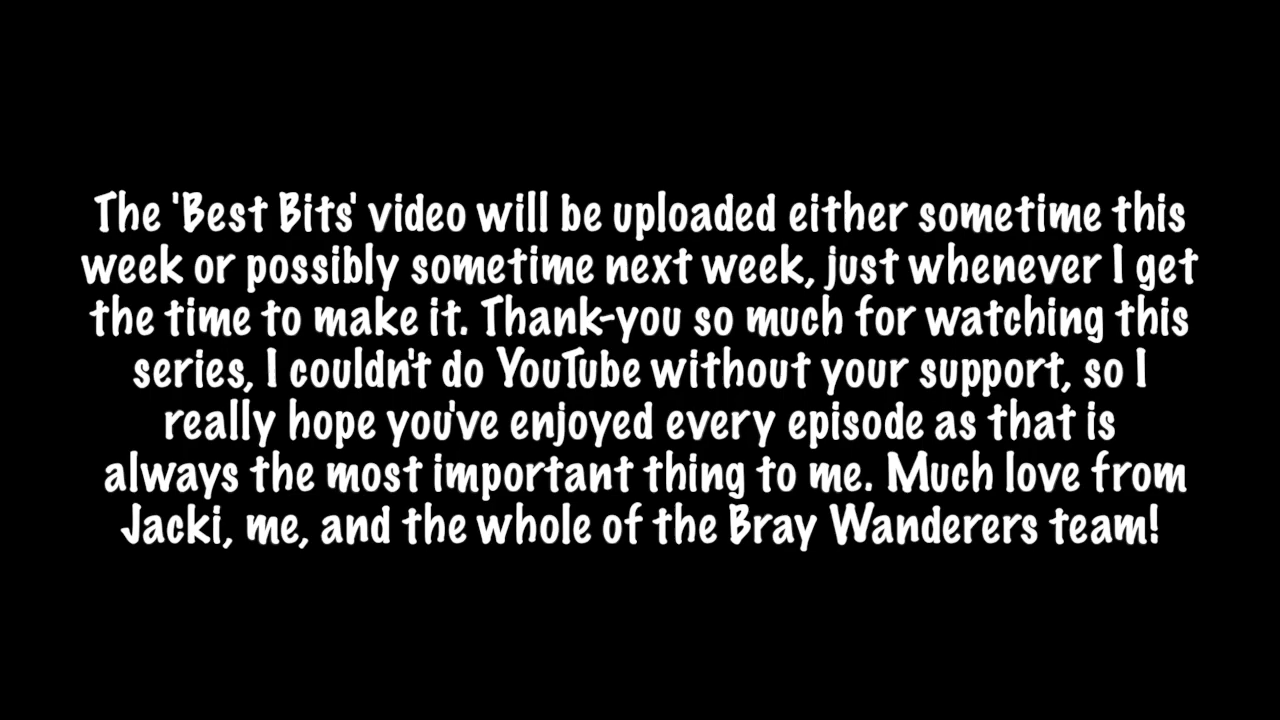 The 'Best Bits' video will be uploaded either sometime this
week or possibly sometime next week, just whenever I get
the time to make it. Thank-you so much for watching this
series, I couldn't do YouTube without your support, so I
really hope you've enjoyed every episode as that is
always the most important thing to me. Much love from
Jacki, me, and the whole of the Bray Wanderers team!